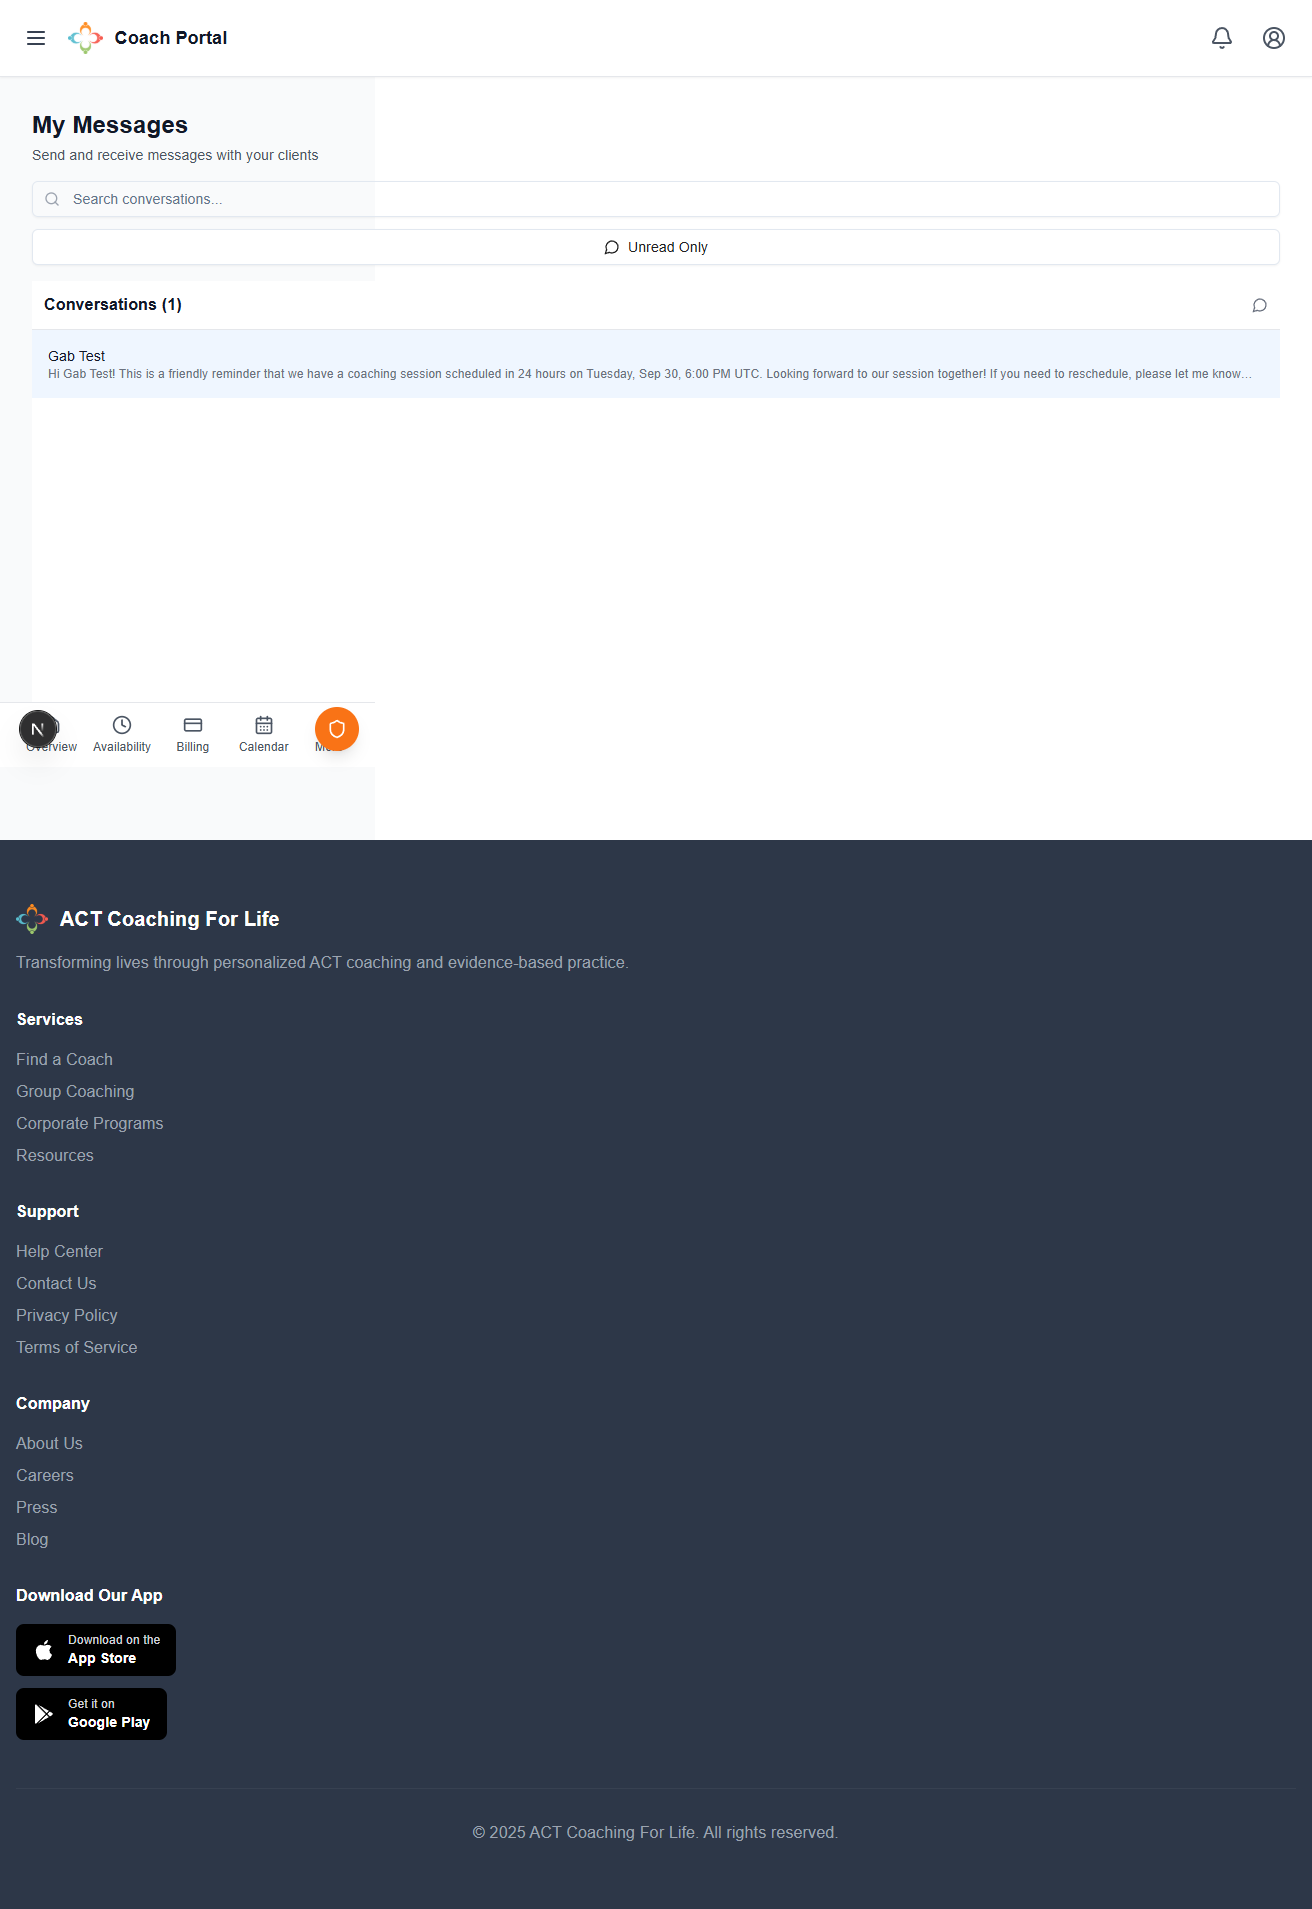 Coach Portal
My Messages
Send and receive messages with your clients
Search conversations...
Unread Only
Conversations (1)
Gab Test
Hi Gab Test! This is a friendly reminder that we have a coaching session scheduled in 24 hours on Tuesday, Sep 30, 6:00 PM UTC. Looking forward to our session together! If you need to reschedule, please let me know...
N
Overview
Availability
Billing
Calendar
ACT Coaching For Life
Transforming lives through personalized ACT coaching and evidence-based practice.
Services
Find a Coach
Group Coaching
Corporate Programs
Resources
Support
Help Center
Contact Us
Privacy Policy
Terms of Service
Company
About Us
Careers
Press
Blog
Download Our App
Download on the
App Store
Get it on
Google Play
© 2025 ACT Coaching For Life. All rights reserved.